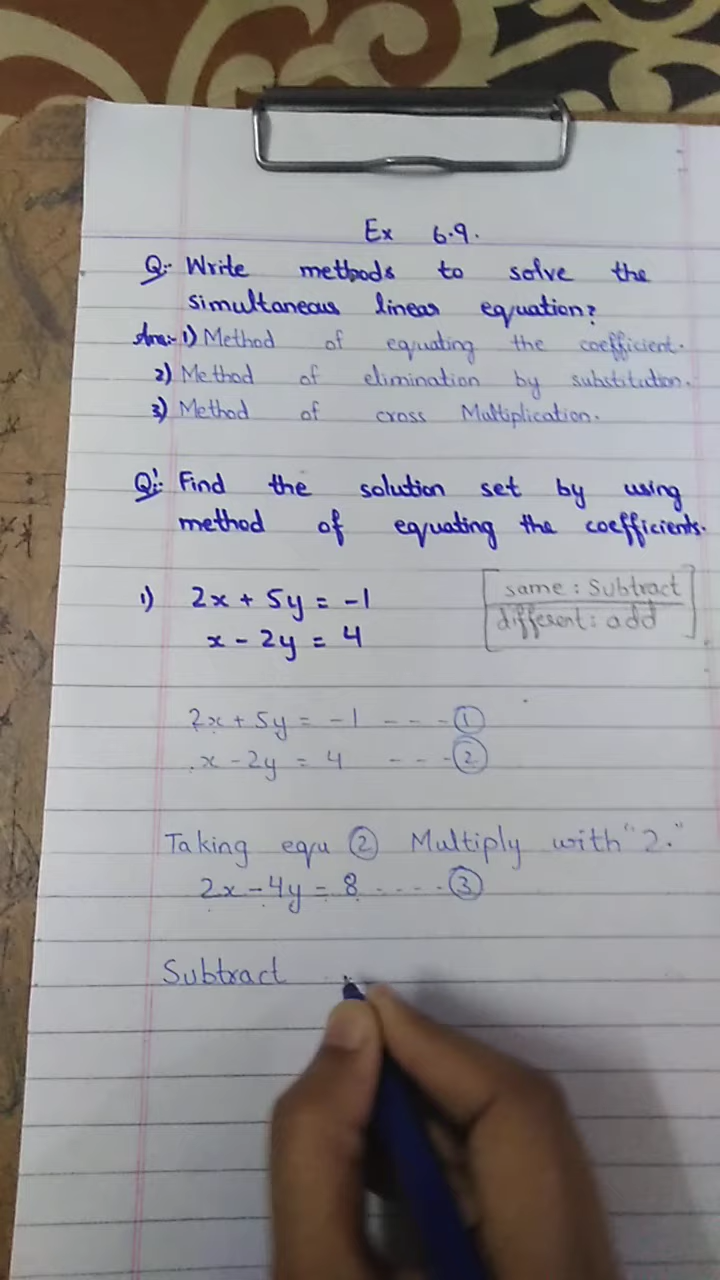 Ex 6.9.
Q:- Write methods to solve the
simultaneous linear equation?
Ans:- 1) Method of equating the coefficient.
2) Method of elimination by substitution.
3) Method of cross Multiplication.
Q1:- Find the solution set by using
method of equating the coefficients.
1) 2x + 5y = -1
x - 2y = 4
same : Subtract
different : add
2x + 5y = -1 - - - - ①
x - 2y = 4 - - - ②
Taking equ ② Multiply with "2."
2x - 4y = 8 - - - - ③
Subtract